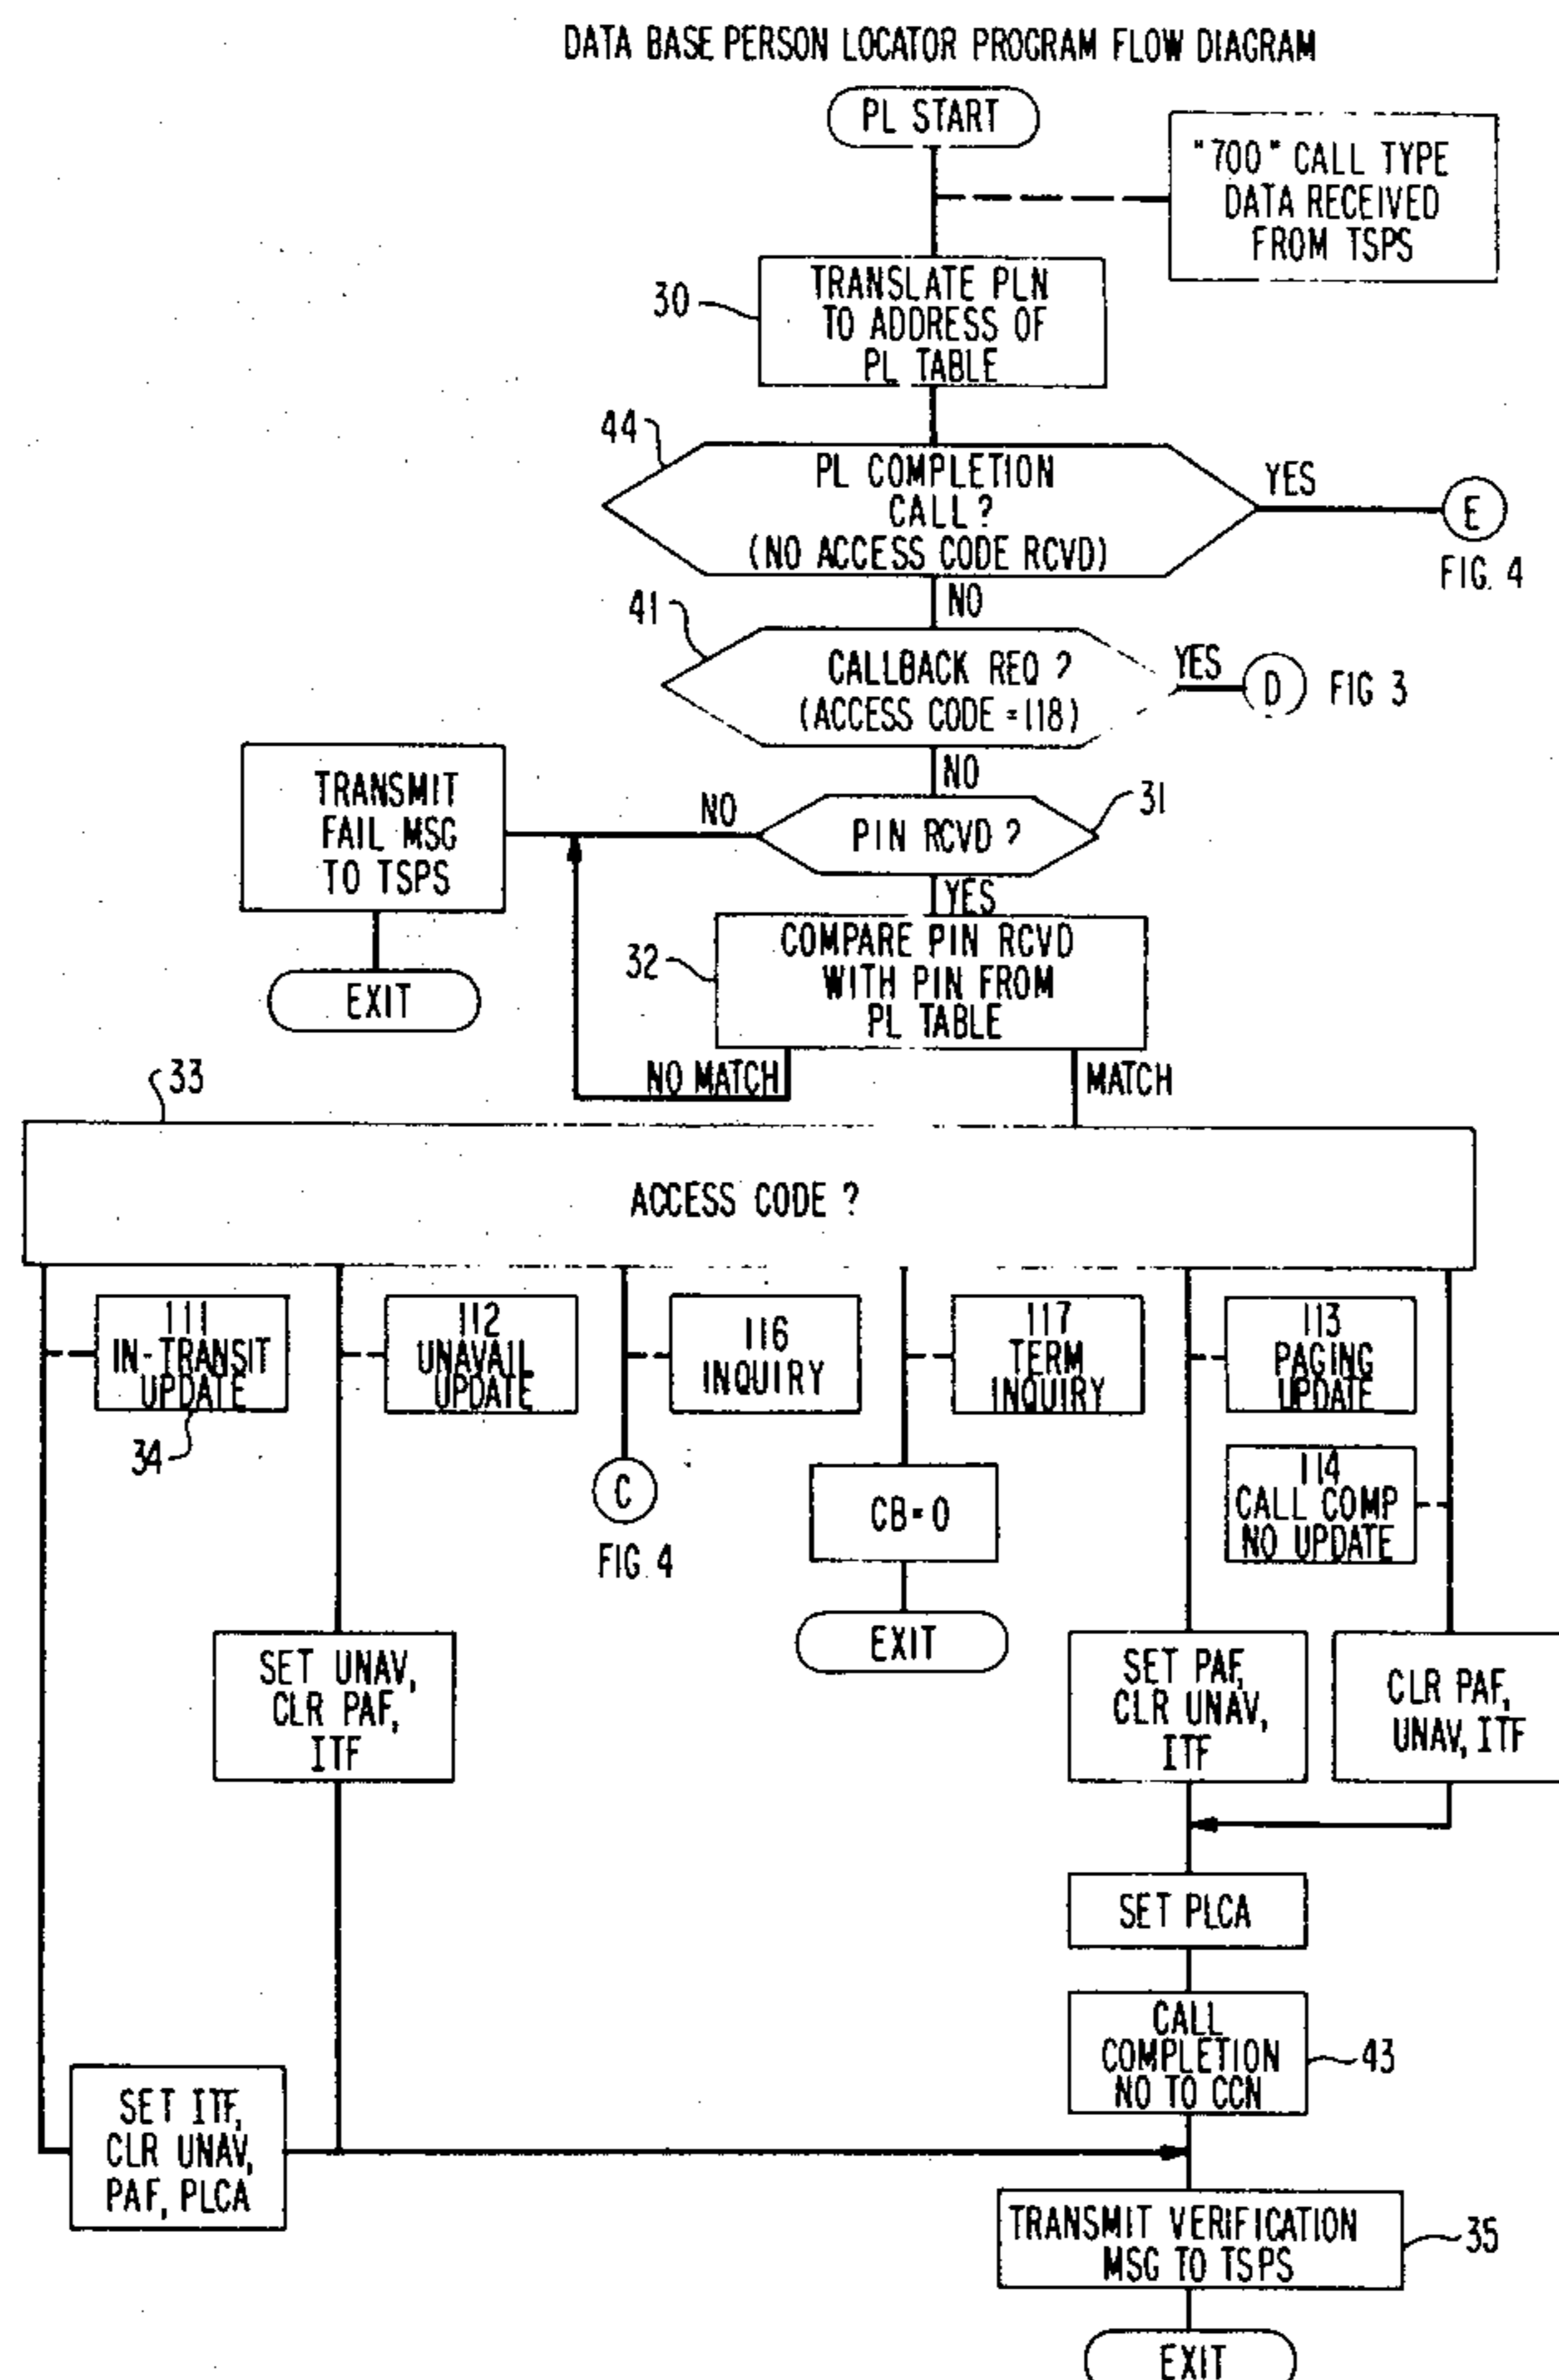 DATA BASE PERSON LOCATOR PROGRAM FLOW DIAGRAM
PL START
"700" CALL TYPE
DATA RECEIVED
FROM TSPS
30
TRANSLATE PLN
TO ADDRESS OF
PL TABLE
44
PL COMPLETION
CALL?
(NO ACCESS CODE RCVD)
YES
E
FIG. 4
NO
41
CALLBACK REQ ?
(ACCESS CODE = 118)
YES
D
FIG 3
NO
TRANSMIT
FAIL MSG
TO TSPS
NO
PIN RCVD ?
31
YES
EXIT
32
COMPARE PIN RCVD
WITH PIN FROM
PL TABLE
NO MATCH
MATCH
33
ACCESS CODE ?
111
IN-TRANSIT
UPDATE
34
112
UNAVAIL
UPDATE
116
INQUIRY
117
TERM
INQUIRY
113
PAGING
UPDATE
C
FIG. 4
CB = 0
EXIT
114
CALL COMP
NO UPDATE
SET UNAV,
CLR PAF,
ITF
SET PAF,
CLR UNAV,
ITF
CLR PAF,
UNAV, ITF
SET PLCA
CALL
COMPLETION
NO TO CCN
43
SET ITF,
CLR UNAV,
PAF, PLCA
TRANSMIT VERIFICATION
MSG TO TSPS
35
EXIT